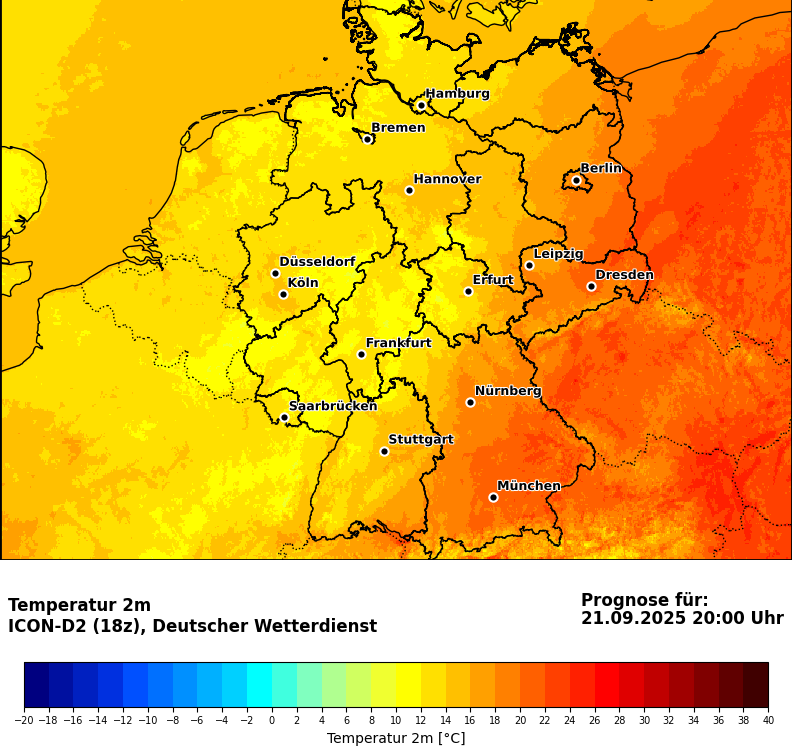 Hamburg
Bremen
Berlin
Hannover
Leipzig
Düsseldorf
Dresden
Köln
Erfurt
Frankfurt
Nürnberg
Saarbrücken
Stuttgart
München
Temperatur 2m
ICON-D2 (18z), Deutscher Wetterdienst
Prognose für:
21.09.2025 20:00 Uhr
−20 −18 −16 −14 −12 −10 −8 −6 −4 −2 0 2 4 6 8 10 12 14 16 18 20 22 24 26 28 30 32 34 36 38 40
Temperatur 2m [°C]